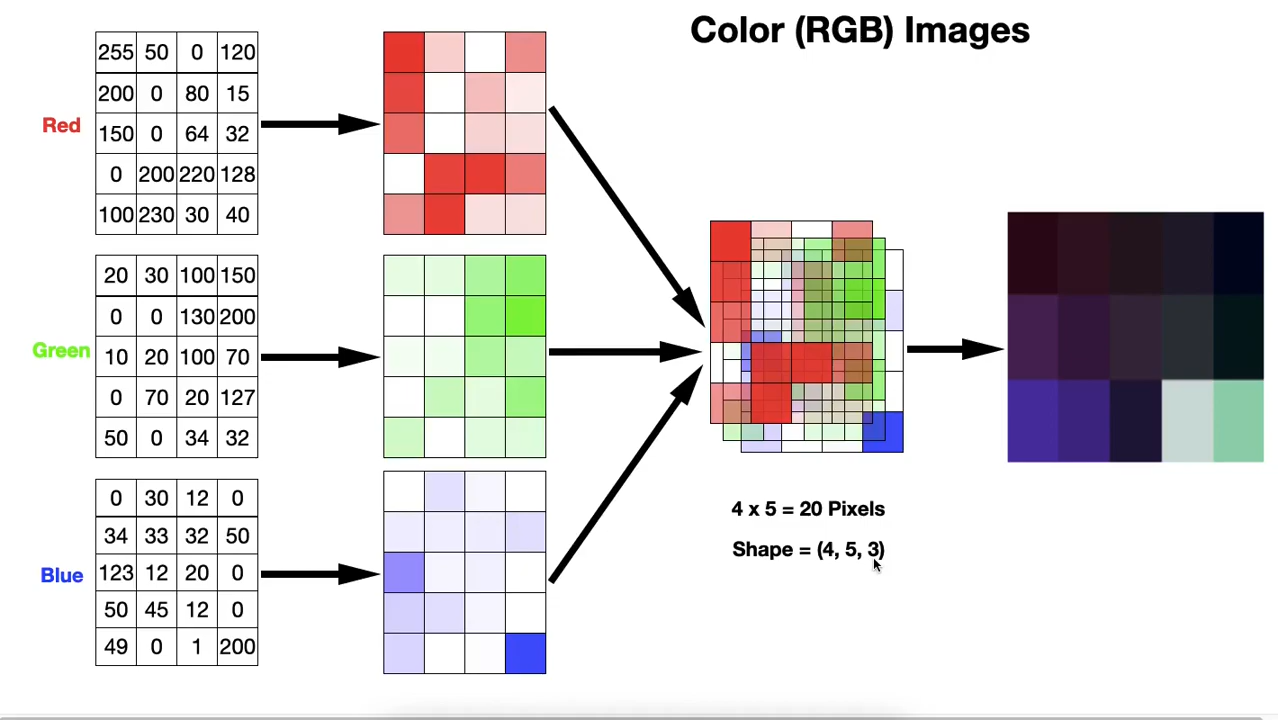 Color (RGB) Images
Red
255 50 0 120
200 0 80 15
150 0 64 32
0 200 220 128
100 230 30 40
Green
20 30 100 150
0 0 130 200
10 20 100 70
0 70 20 127
50 0 34 32
Blue
0 30 12 0
34 33 32 50
123 12 20 0
50 45 12 0
49 0 1 200
4 x 5 = 20 Pixels
Shape = (4, 5, 3)